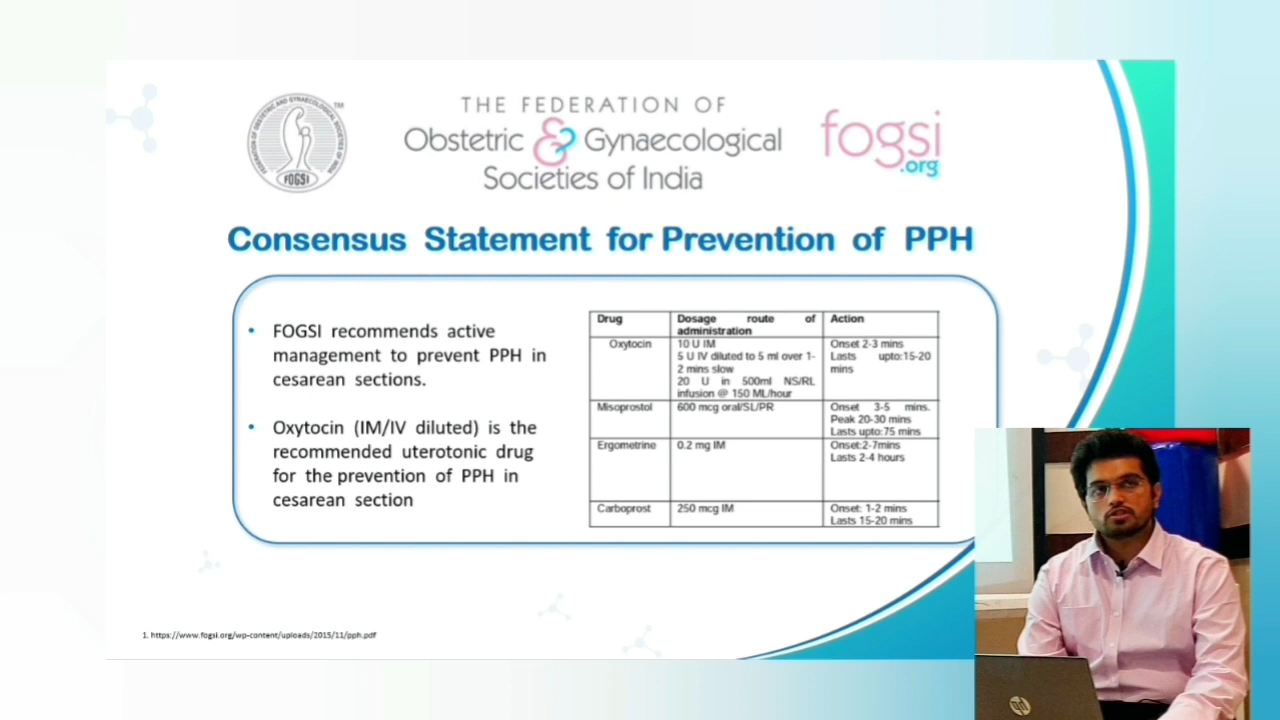 THE FEDERATION OF
Obstetric & Gynaecological
Societies of India
FOGSI
TM
fogsi
.org
Consensus Statement for Prevention of PPH
• FOGSI recommends active
management to prevent PPH in
cesarean sections.
• Oxytocin (IM/IV diluted) is the
recommended uterotonic drug
for the prevention of PPH in
cesarean section
Drug
Dosage route of
administration
Action
Oxytocin
10 U IM
5 U IV diluted to 5 ml over 1-
2 mins slow
20 U in 500ml NS/RL
infusion @ 150 ML/hour
Onset 2-3 mins
Lasts upto:15-20
mins
Misoprostol
600 mcg oral/SL/PR
Onset 3-5 mins.
Peak 20-30 mins
Lasts upto:75 mins
Ergometrine
0.2 mg IM
Onset:2-7mins
Lasts 2-4 hours
Carboprost
250 mcg IM
Onset: 1-2 mins
Lasts 15-20 mins
1. https://www.fogsi.org/wp-content/uploads/2015/11/pph.pdf
hp